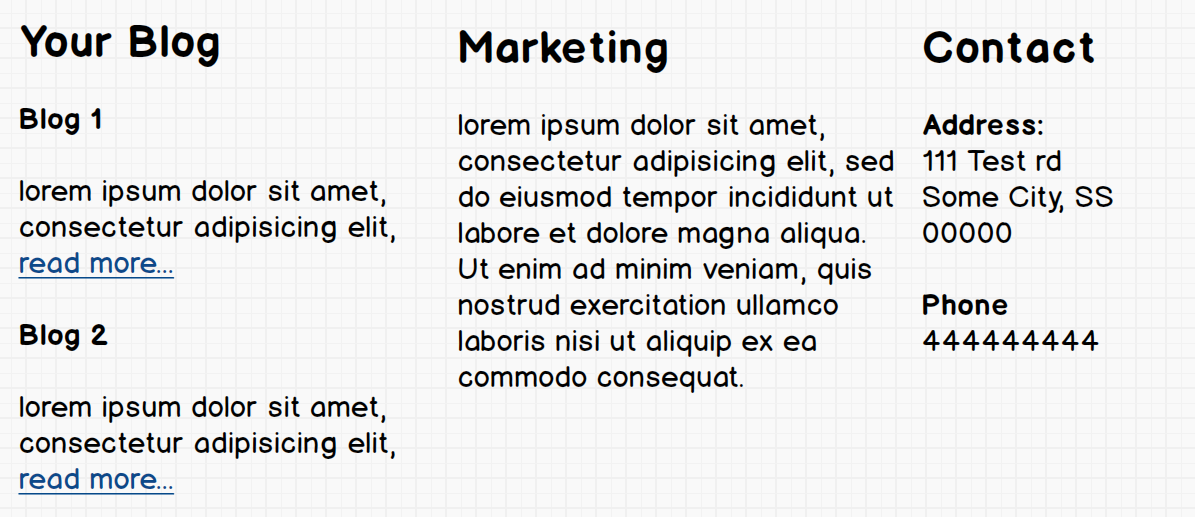 Your Blog
Blog 1
lorem ipsum dolor sit amet,
consectetur adipisicing elit,
read more...
Blog 2
lorem ipsum dolor sit amet,
consectetur adipisicing elit,
read more...
Marketing
lorem ipsum dolor sit amet,
consectetur adipisicing elit, sed
do eiusmod tempor incididunt ut
labore et dolore magna aliqua.
Ut enim ad minim veniam, quis
nostrud exercitation ullamco
laboris nisi ut aliquip ex ea
commodo consequat.
Contact
Address:
111 Test rd
Some City, SS
00000
Phone
444444444